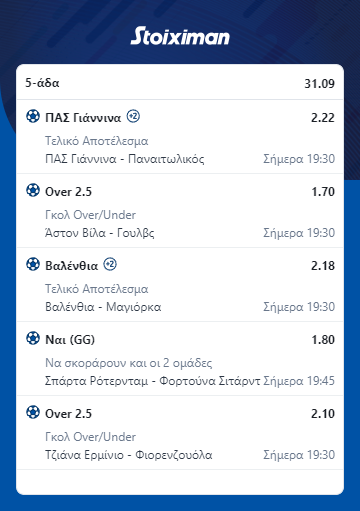 Stoiximan
5-άδα 31.09
ΠΑΣ Γιάννινα +2 2.22
Τελικό Αποτέλεσμα
ΠΑΣ Γιάννινα - Παναιτωλικός Σήμερα 19:30
Over 2.5 1.70
Γκολ Over/Under
Άστον Βίλα - Γουλβς Σήμερα 19:30
Βαλένθια +2 2.18
Τελικό Αποτέλεσμα
Βαλένθια - Μαγιόρκα Σήμερα 19:30
Ναι (GG) 1.80
Να σκοράρουν και οι 2 ομάδες
Σπάρτα Ρότερνταμ - Φορτούνα Σιτάρντ Σήμερα 19:45
Over 2.5 2.10
Γκολ Over/Under
Τζιάνα Ερμίνιο - Φιορενζουόλα Σήμερα 19:30